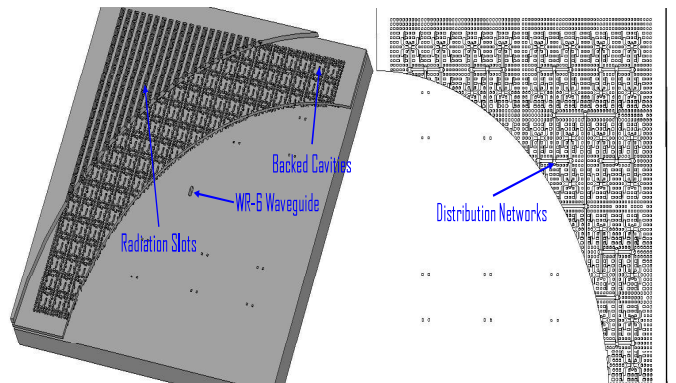 Backed Cavities
WR-6 Waveguide
Radiation Slots
Distribution Networks